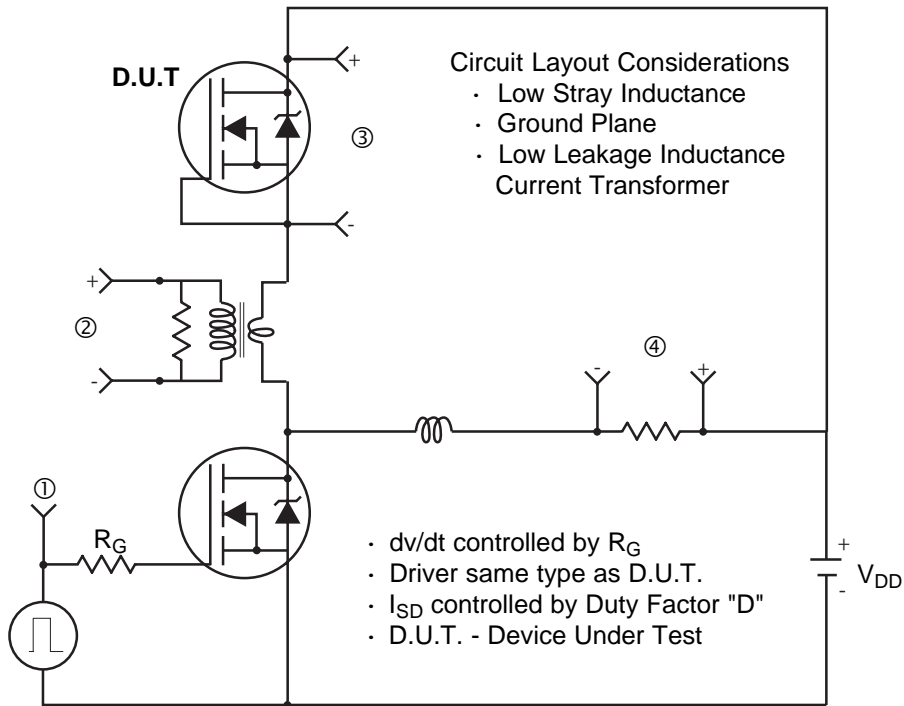 D.U.T
+
Circuit Layout Considerations
· Low Stray Inductance
· Ground Plane
· Low Leakage Inductance
Current Transformer
③
-
+
②
-
④
-
+
①
R_G
· dv/dt controlled by R_G
· Driver same type as D.U.T.
· I_SD controlled by Duty Factor "D"
· D.U.T. - Device Under Test
+
V_DD
-